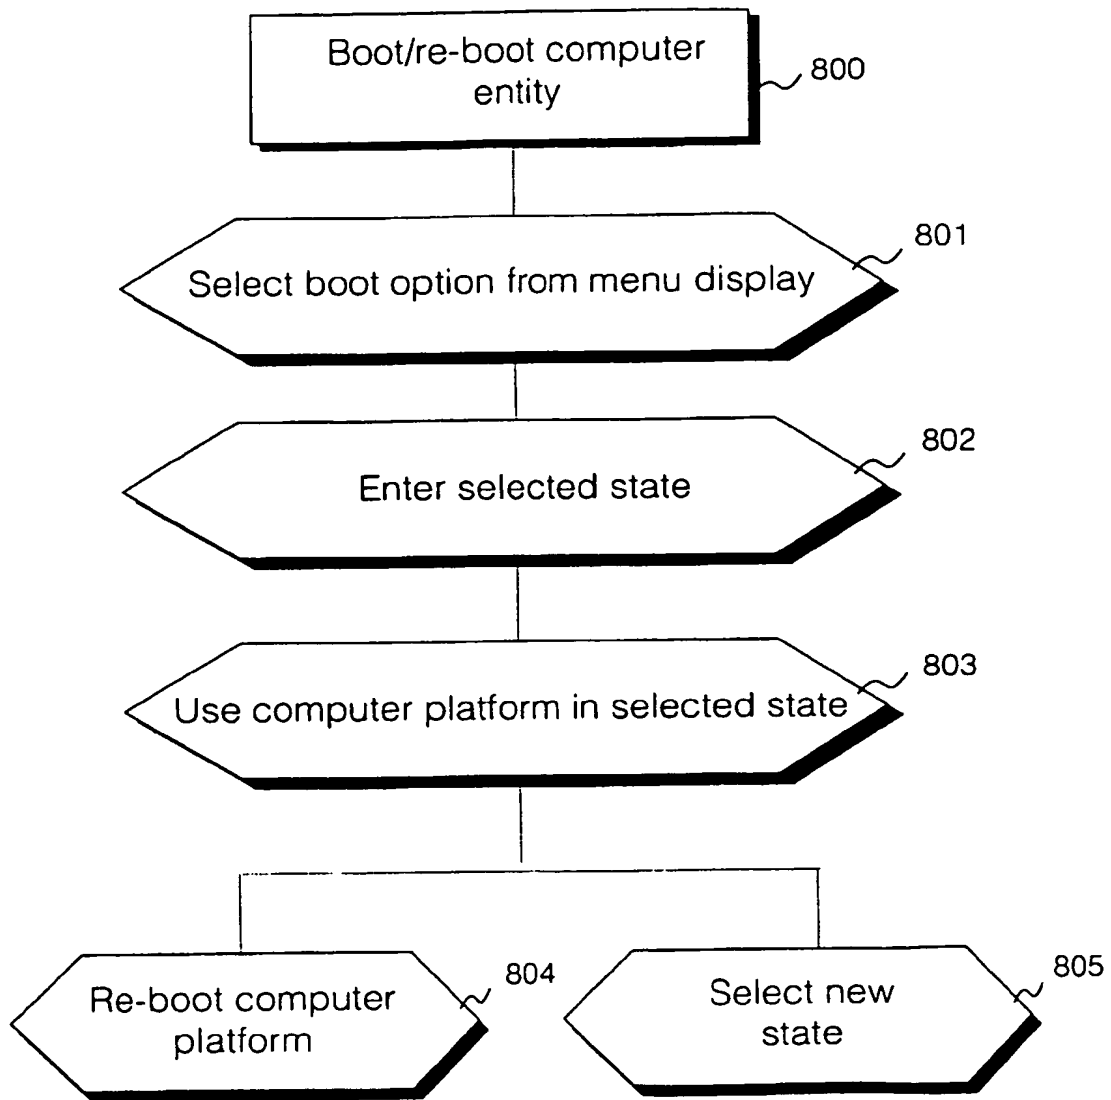 Boot/re-boot computer
entity
800
Select boot option from menu display
801
Enter selected state
802
Use computer platform in selected state
803
Re-boot computer
platform
804
Select new
state
805